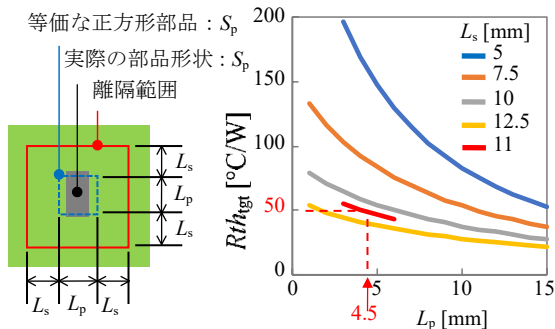 等価な正方形部品：Sp
実際の部品形状：Sp
離隔範囲
Ls
Lp
Ls
Ls
Lp
Ls
Rthtgt [°C/W]
200
150
100
50
50
0
0
5
10
15
4.5
Lp [mm]
Ls [mm]
5
7.5
10
12.5
11